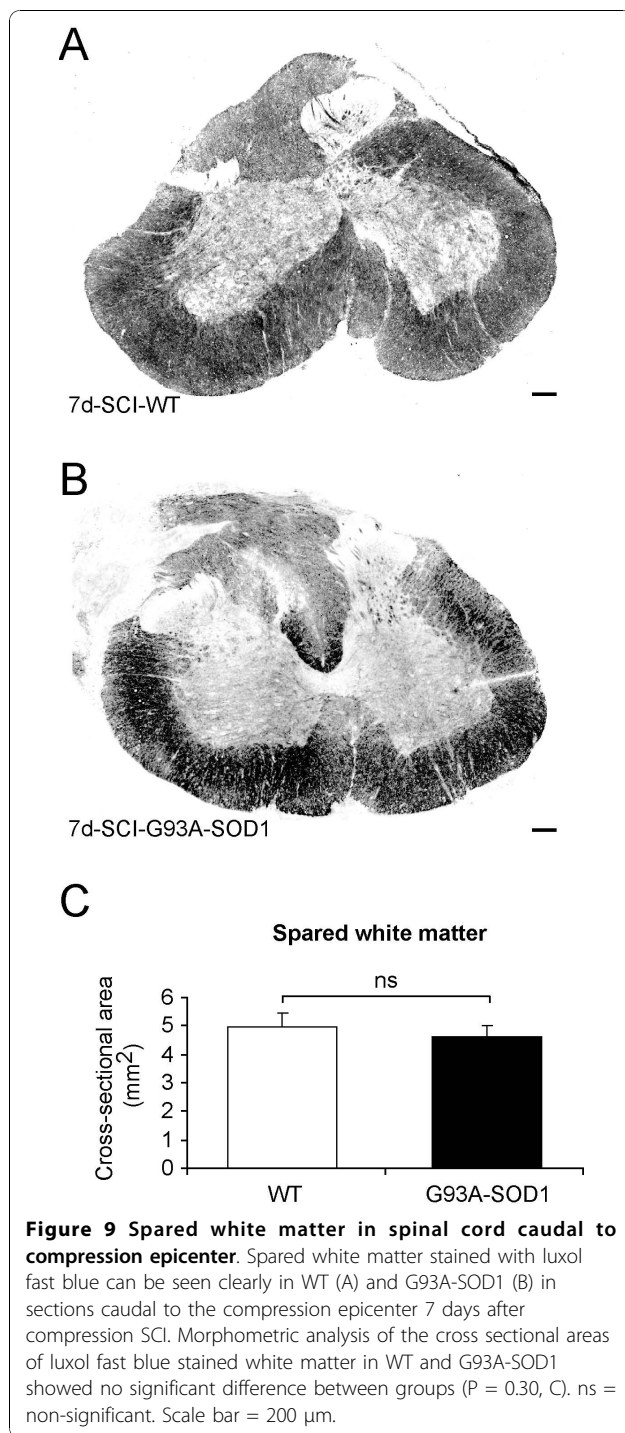 A
7d-SCI-WT
B
7d-SCI-G93A-SOD1
C
Spared white matter
ns
Cross-sectional area
(mm2)
6
5
4
3
2
1
0
WT
G93A-SOD1
Figure 9 Spared white matter in spinal cord caudal to
compression epicenter. Spared white matter stained with luxol
fast blue can be seen clearly in WT (A) and G93A-SOD1 (B) in
sections caudal to the compression epicenter 7 days after
compression SCI. Morphometric analysis of the cross sectional areas
of luxol fast blue stained white matter in WT and G93A-SOD1
showed no significant difference between groups (P = 0.30, C). ns =
non-significant. Scale bar = 200 μm.